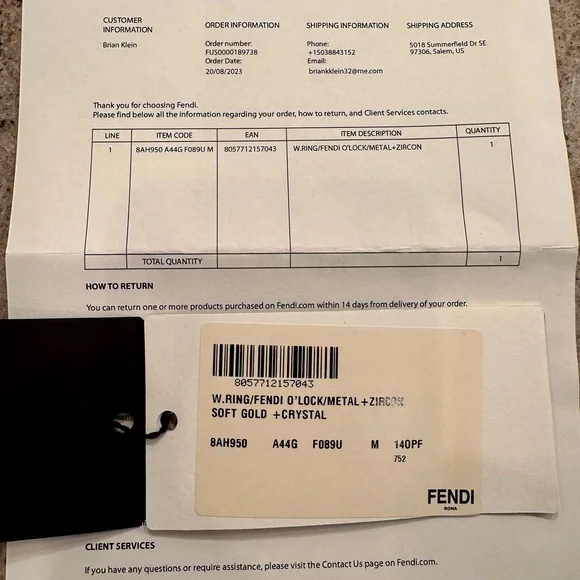 CUSTOMER INFORMATION
Brian Klein
ORDER INFORMATION
Order number:
FUS0000189738
Order Date:
20/08/2023
SHIPPING INFORMATION
Phone:
+15038843152
Email:
briankklein32@me.com
SHIPPING ADDRESS
5018 Summerfield Dr SE
97306, Salem, US
Thank you for choosing Fendi.
Please find below all the information regarding your order, how to return, and Client Services contacts.
LINE ITEM CODE EAN ITEM DESCRIPTION QUANTITY
1 8AH950 A44G F089U M 8057712157043 W.RING/FENDI O'LOCK/METAL+ZIRCON 1
TOTAL QUANTITY 1
HOW TO RETURN
You can return one or more products purchased on Fendi.com within 14 days from delivery of your order.
8057712157043
W.RING/FENDI O'LOCK/METAL+ZIRCON
SOFT GOLD +CRYSTAL
8AH950 A44G F089U M 140PF
752
FENDI
ROMA
CLIENT SERVICES
If you have any questions or require assistance, please visit the Contact Us page on Fendi.com.